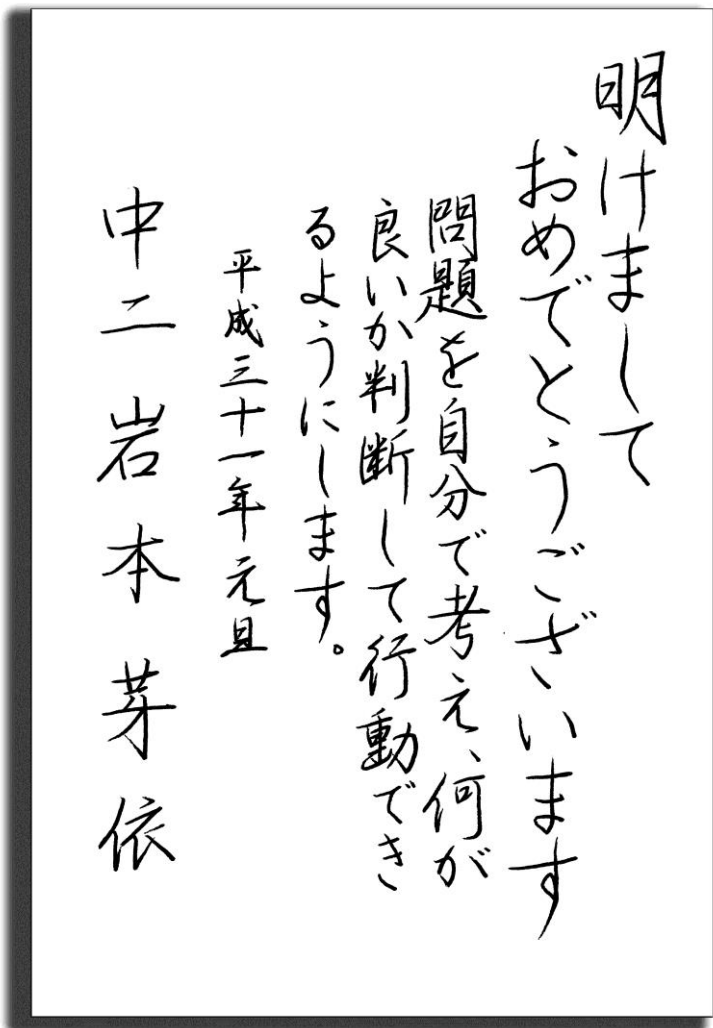 明けまして
おめでとうございます
問題を自分で考え、何が
良いか判断して行動でき
るようにします。
平成三十一年元旦
中二 岩本芽依